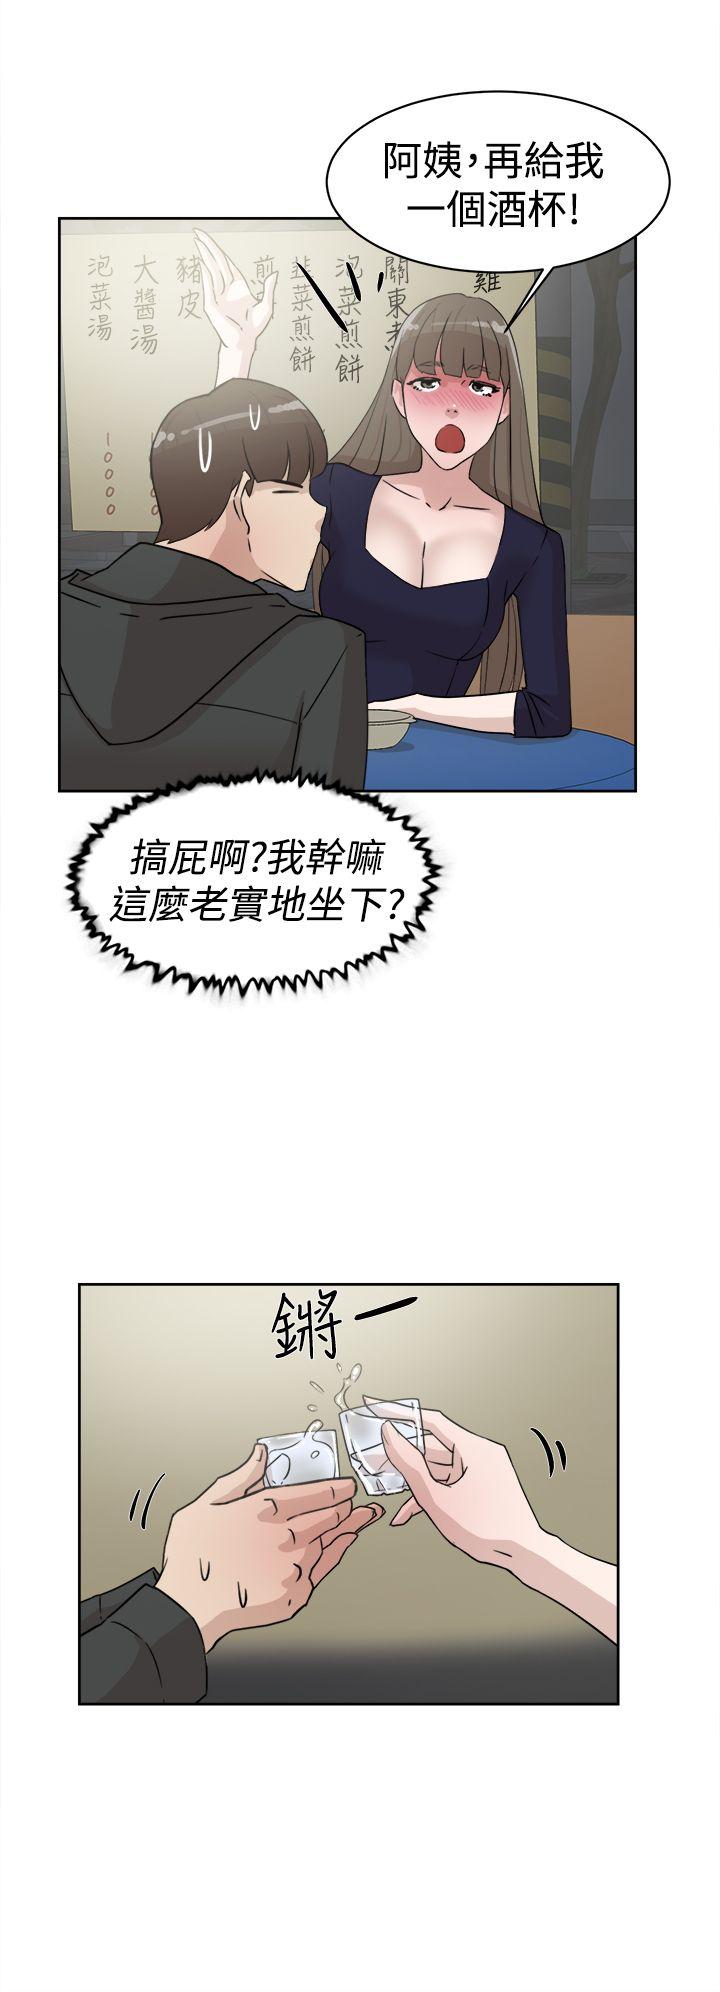 阿姨,再給我
一個酒杯!
雞
關東煮
泡菜煎餅
韭菜煎餅
煎
豬皮
大醬湯
泡菜湯
10000
搞屁啊?我幹嘛
這麼老實地坐下?
鏘一